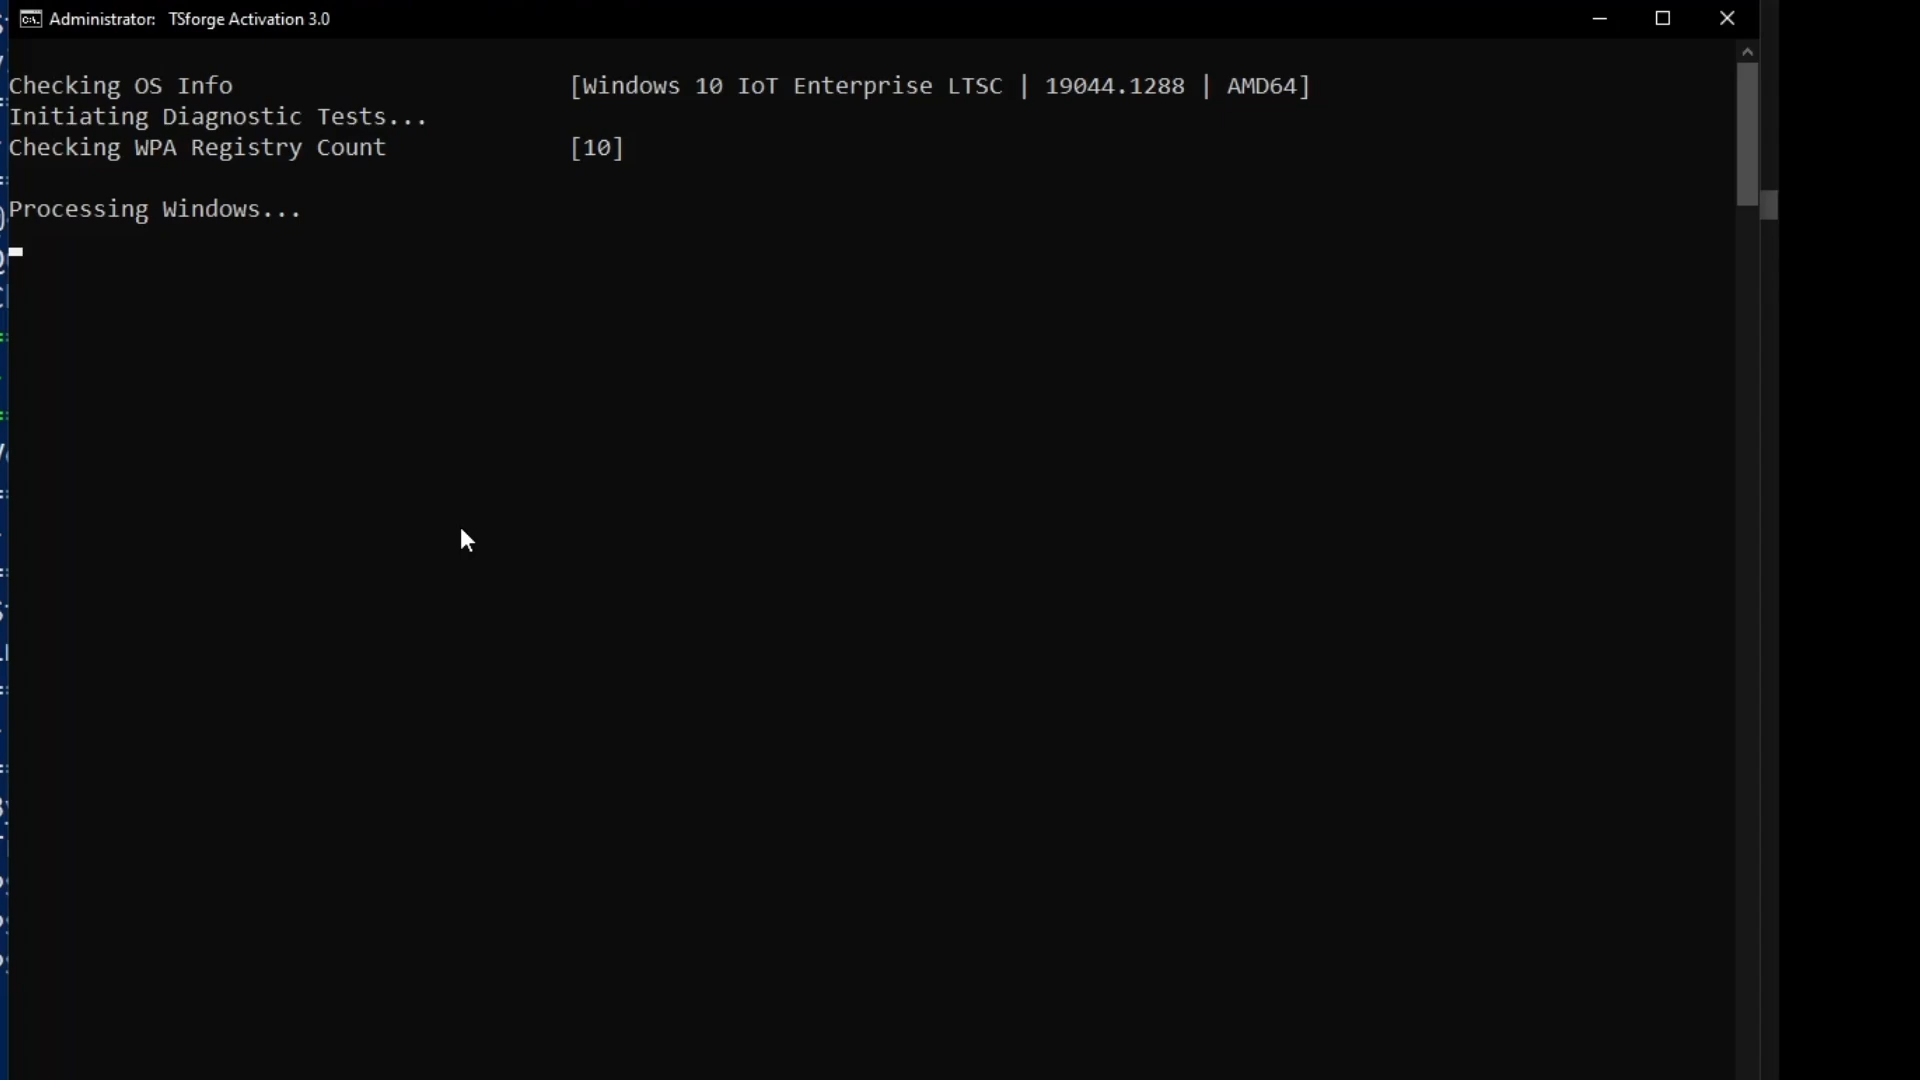 Administrator: TSforge Activation 3.0
Checking OS Info [Windows 10 IoT Enterprise LTSC | 19044.1288 | AMD64]
Initiating Diagnostic Tests...
Checking WPA Registry Count [10]
Processing Windows...